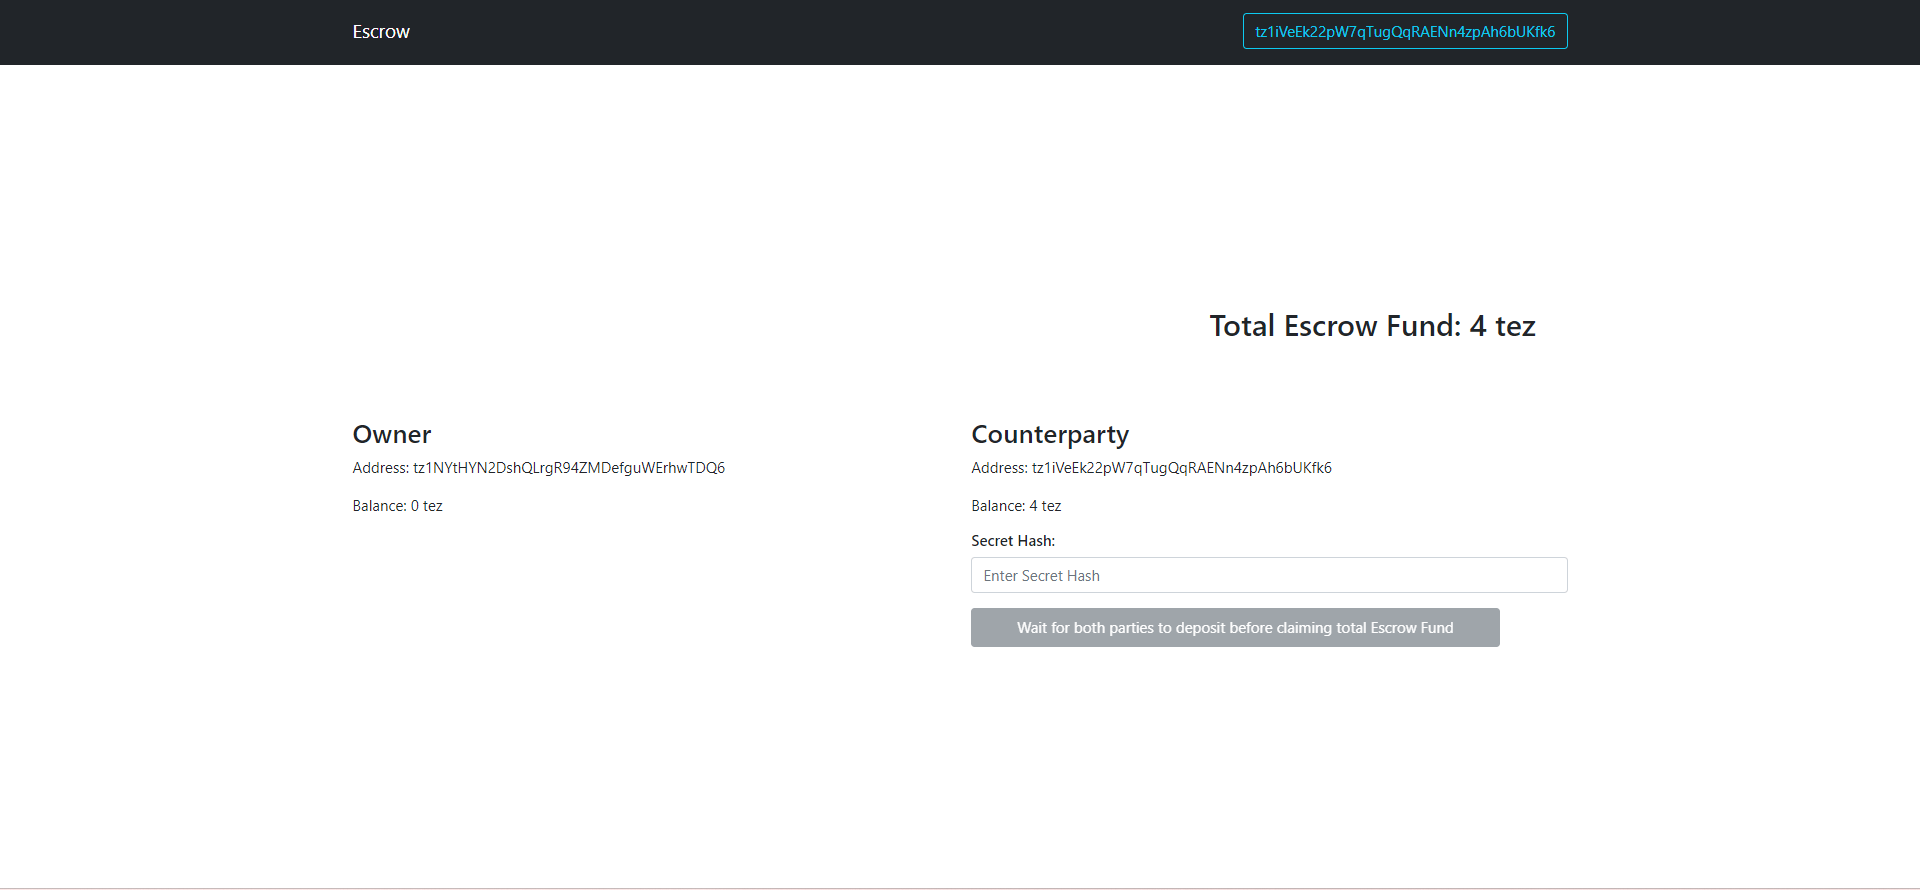 Escrow
tz1iVeEk22pW7qTugQqRAENn4zpAh6bUKfk6
Total Escrow Fund: 4 tez
Owner
Address: tz1NYtHYN2DshQLrgR94ZMDefguWErhwTDQ6
Balance: 0 tez
Counterparty
Address: tz1iVeEk22pW7qTugQqRAENn4zpAh6bUKfk6
Balance: 4 tez
Secret Hash:
Enter Secret Hash
Wait for both parties to deposit before claiming total Escrow Fund